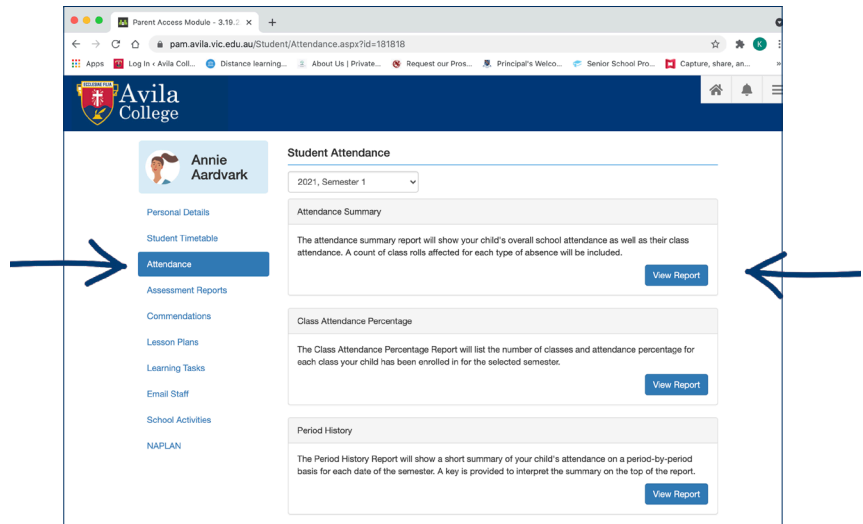 Parent Access Module - 3.19.2
pam.avila.vic.edu.au/Student/Attendance.aspx?id=181818
K
Apps Log In ‹ Avila Coll... Distance learning... About Us | Private... Request our Pros... Principal's Welco... Senior School Pro... Capture, share, an... »
Avila
College
Annie
Aardvark
Personal Details
Student Timetable
Attendance
Assessment Reports
Commendations
Lesson Plans
Learning Tasks
Email Staff
School Activities
NAPLAN
Student Attendance
2021, Semester 1
Attendance Summary
The attendance summary report will show your child's overall school attendance as well as their class
attendance. A count of class rolls affected for each type of absence will be included.
View Report
Class Attendance Percentage
The Class Attendance Percentage Report will list the number of classes and attendance percentage for
each class your child has been enrolled in for the selected semester.
View Report
Period History
The Period History Report will show a short summary of your child's attendance on a period-by-period
basis for each date of the semester. A key is provided to interpret the summary on the top of the report.
View Report